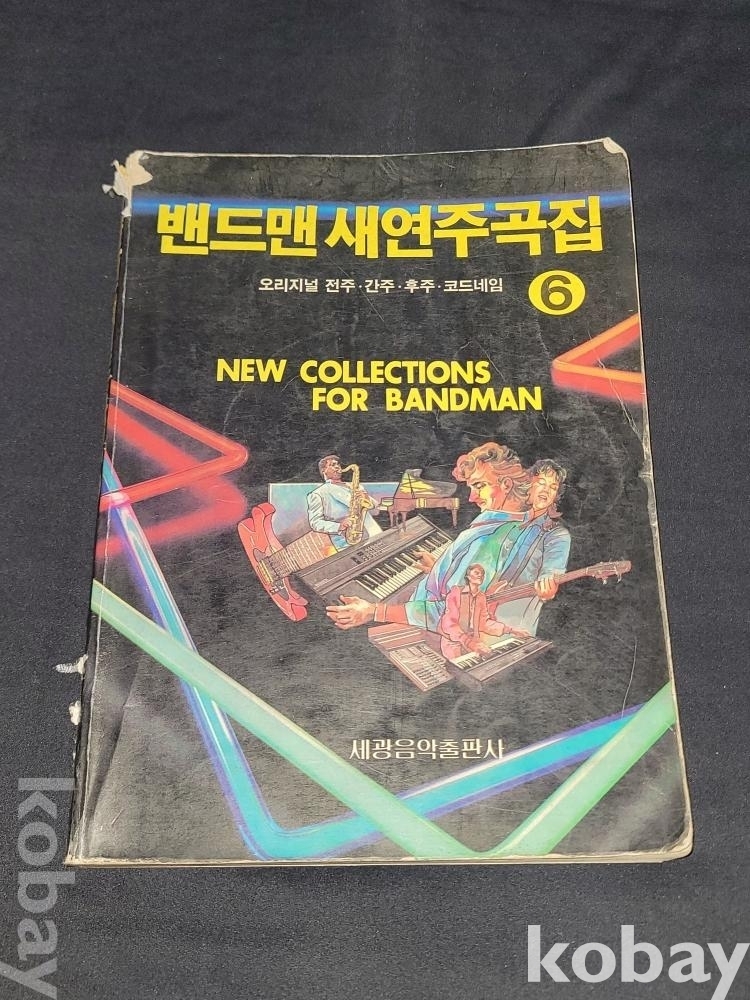 밴드맨 새연주곡집
오리지널 전주·간주·후주·코드네임
6
NEW COLLECTIONS
FOR BANDMAN
세광음악출판사
kobay
kobay